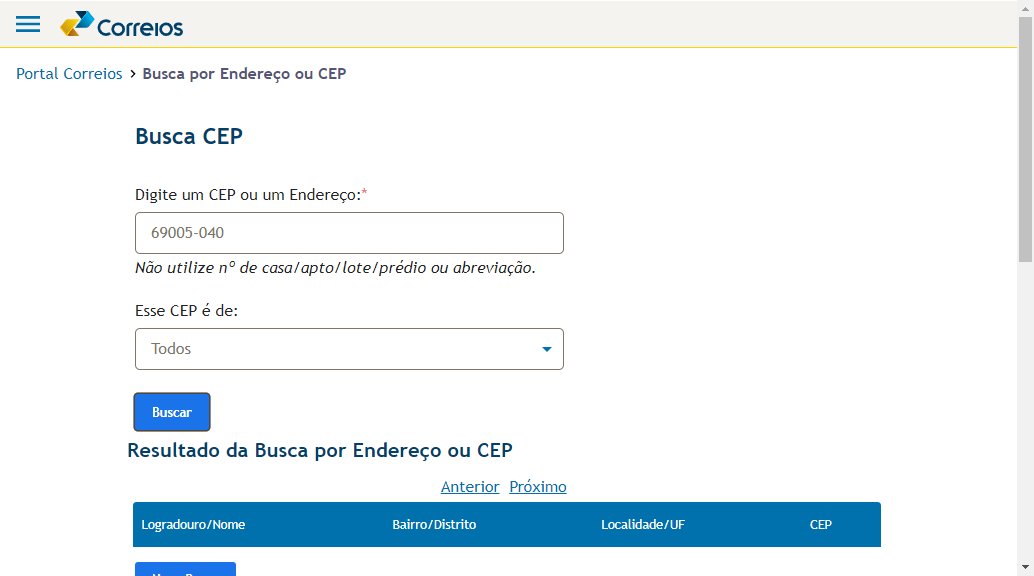 Correios
Portal Correios > Busca por Endereço ou CEP
Busca CEP
Digite um CEP ou um Endereço:*
69005-040
Não utilize nº de casa/apto/lote/prédio ou abreviação.
Esse CEP é de:
Todos
Buscar
Resultado da Busca por Endereço ou CEP
Anterior Próximo
Logradouro/Nome Bairro/Distrito Localidade/UF CEP